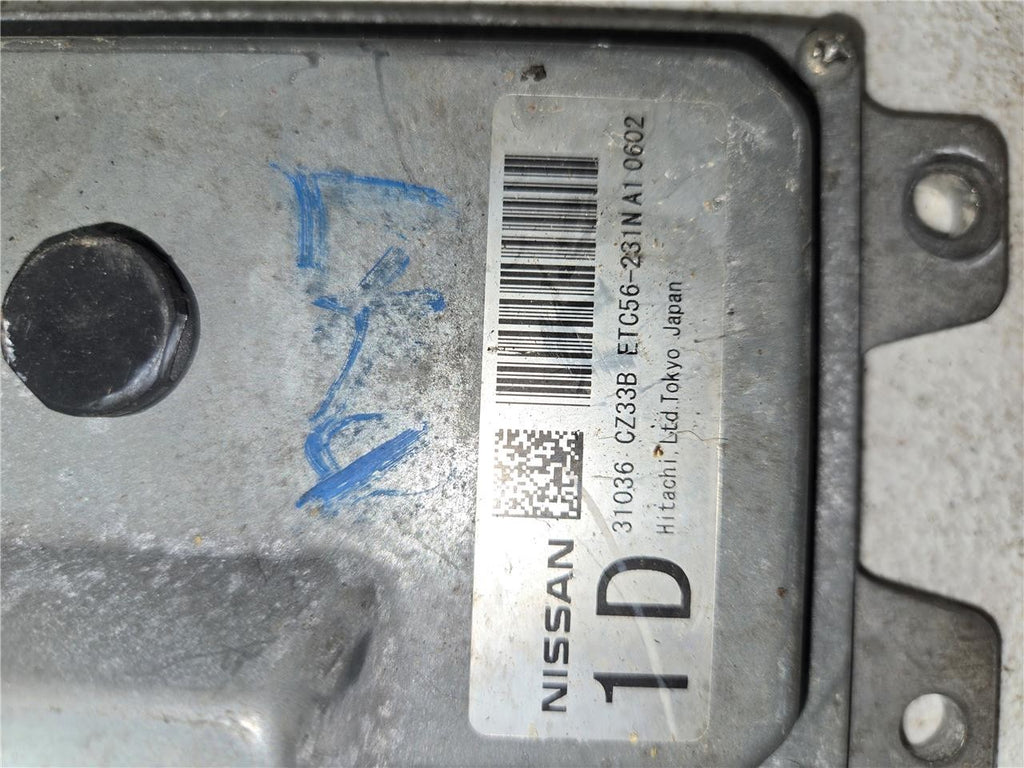 NISSAN
1D
31036 CZ33B ETC56-231N A1 0602
Hitachi,Ltd.Tokyo Japan